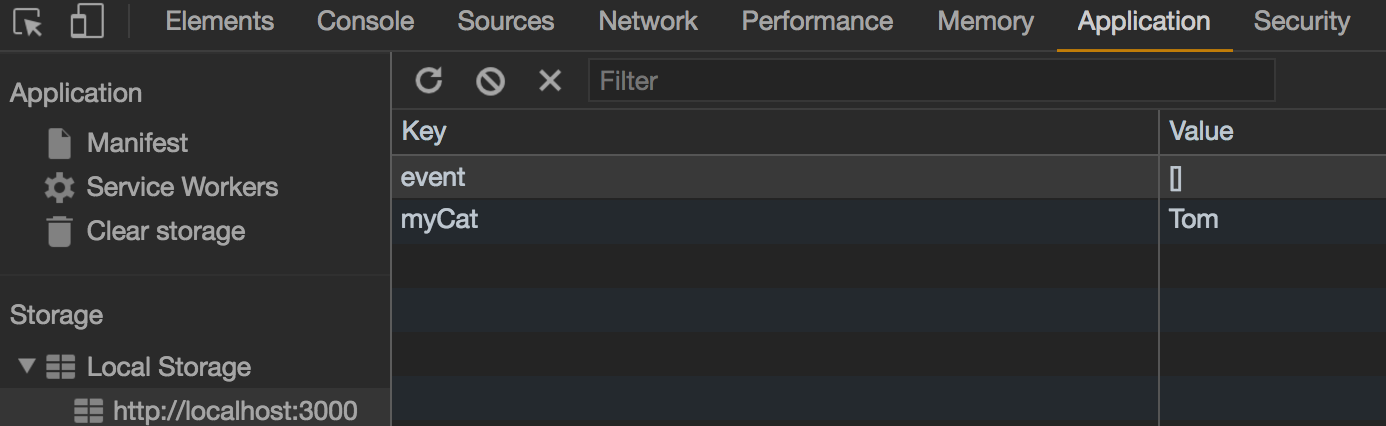 Elements Console Sources Network Performance Memory Application Security
Application
Manifest
Service Workers
Clear storage
Storage
Local Storage
http://localhost:3000
Filter
Key Value
event []
myCat Tom